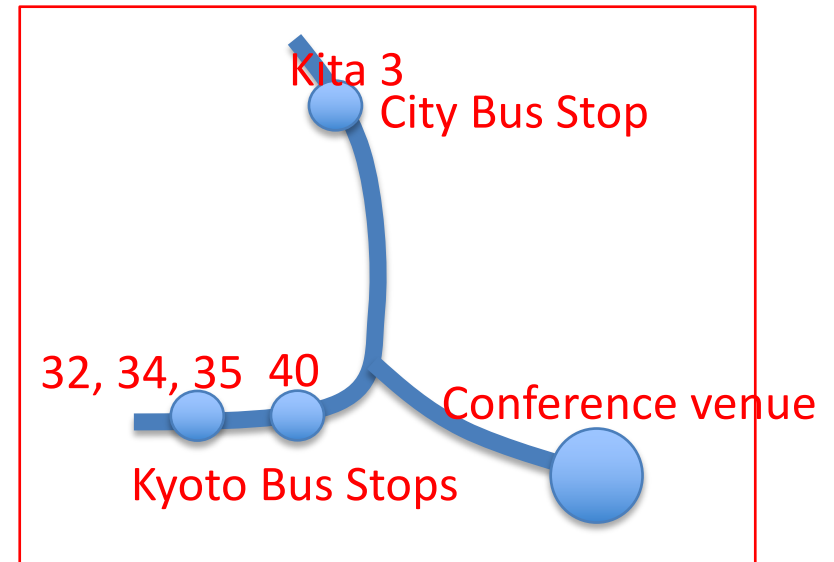 Kita 3
City Bus Stop
32, 34, 35
40
Conference venue
Kyoto Bus Stops